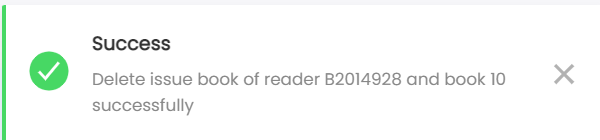 Success
Delete issue book of reader B2014928 and book 10
successfully